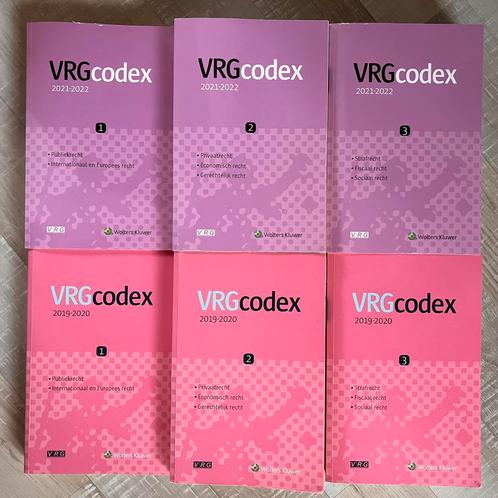 VRGcodex
2021-2022
1
• Publiekrecht
• Internationaal en Europees recht
VRG
Wolters Kluwer
VRGcodex
2021-2022
2
• Privaatrecht
• Economisch recht
• Gerechtelijk recht
VRG
Wolters Kluwer
VRGcodex
2021-2022
3
• Strafrecht
• Fiscaal recht
• Sociaal recht
VRG
Wolters Kluwer
VRGcodex
2019-2020
1
• Publiekrecht
• Internationaal en Europees recht
VRG
Wolters Kluwer
VRGcodex
2019-2020
2
• Privaatrecht
• Economisch recht
• Gerechtelijk recht
VRG
Wolters Kluwer
VRGcodex
2019-2020
3
• Strafrecht
• Fiscaal recht
• Sociaal recht
VRG
Wolters Kluwer